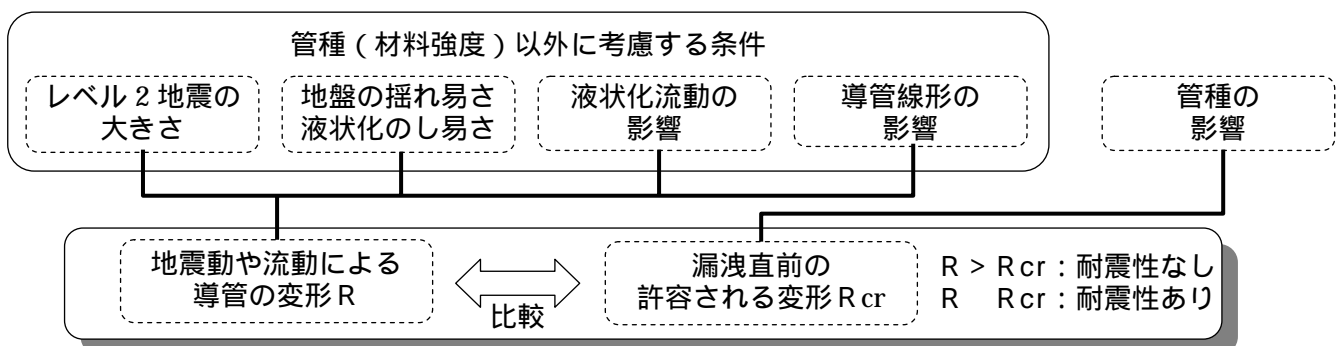 管種(材料強度)以外に考慮する条件
レベル2地震の
大きさ
地盤の揺れ易さ
液状化のし易さ
液状化流動の
影響
導管線形の
影響
管種の
影響
地震動や流動による
導管の変形R
比較
漏洩直前の
許容される変形Rcr
R > Rcr:耐震性なし
R Rcr:耐震性あり